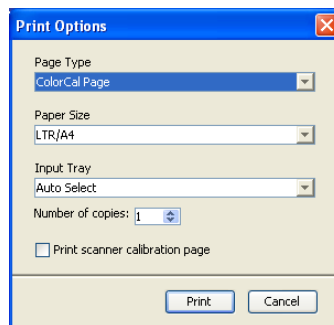 Print Options
Page Type
ColorCal Page
Paper Size
LTR/A4
Input Tray
Auto Select
Number of copies: 1
Print scanner calibration page
Print Cancel